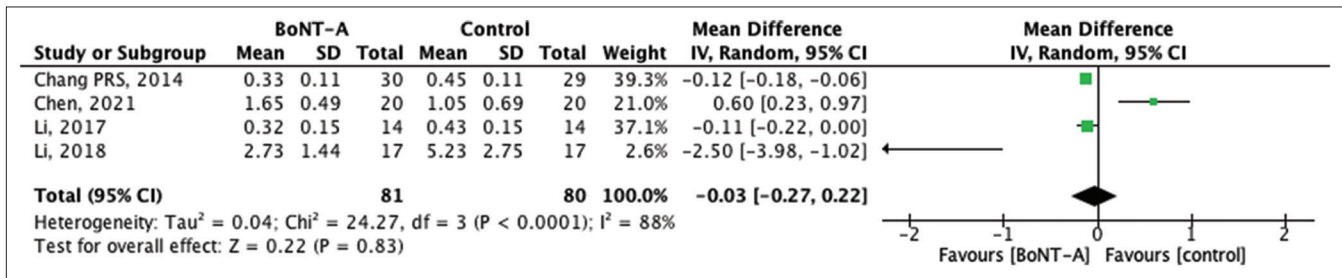 BoNT-A Control Mean Difference Mean Difference
Study or Subgroup Mean SD Total Mean SD Total Weight IV, Random, 95% CI IV, Random, 95% CI
Chang PRS, 2014 0.33 0.11 30 0.45 0.11 29 39.3% -0.12 [-0.18, -0.06]
Chen, 2021 1.65 0.49 20 1.05 0.69 20 21.0% 0.60 [0.23, 0.97]
Li, 2017 0.32 0.15 14 0.43 0.15 14 37.1% -0.11 [-0.22, 0.00]
Li, 2018 2.73 1.44 17 5.23 2.75 17 2.6% -2.50 [-3.98, -1.02]
Total (95% CI) 81 80 100.0% -0.03 [-0.27, 0.22]
Heterogeneity: Tau² = 0.04; Chi² = 24.27, df = 3 (P < 0.0001); I² = 88%
Test for overall effect: Z = 0.22 (P = 0.83)
-2 -1 0 1 2
Favours [BoNT-A] Favours [control]